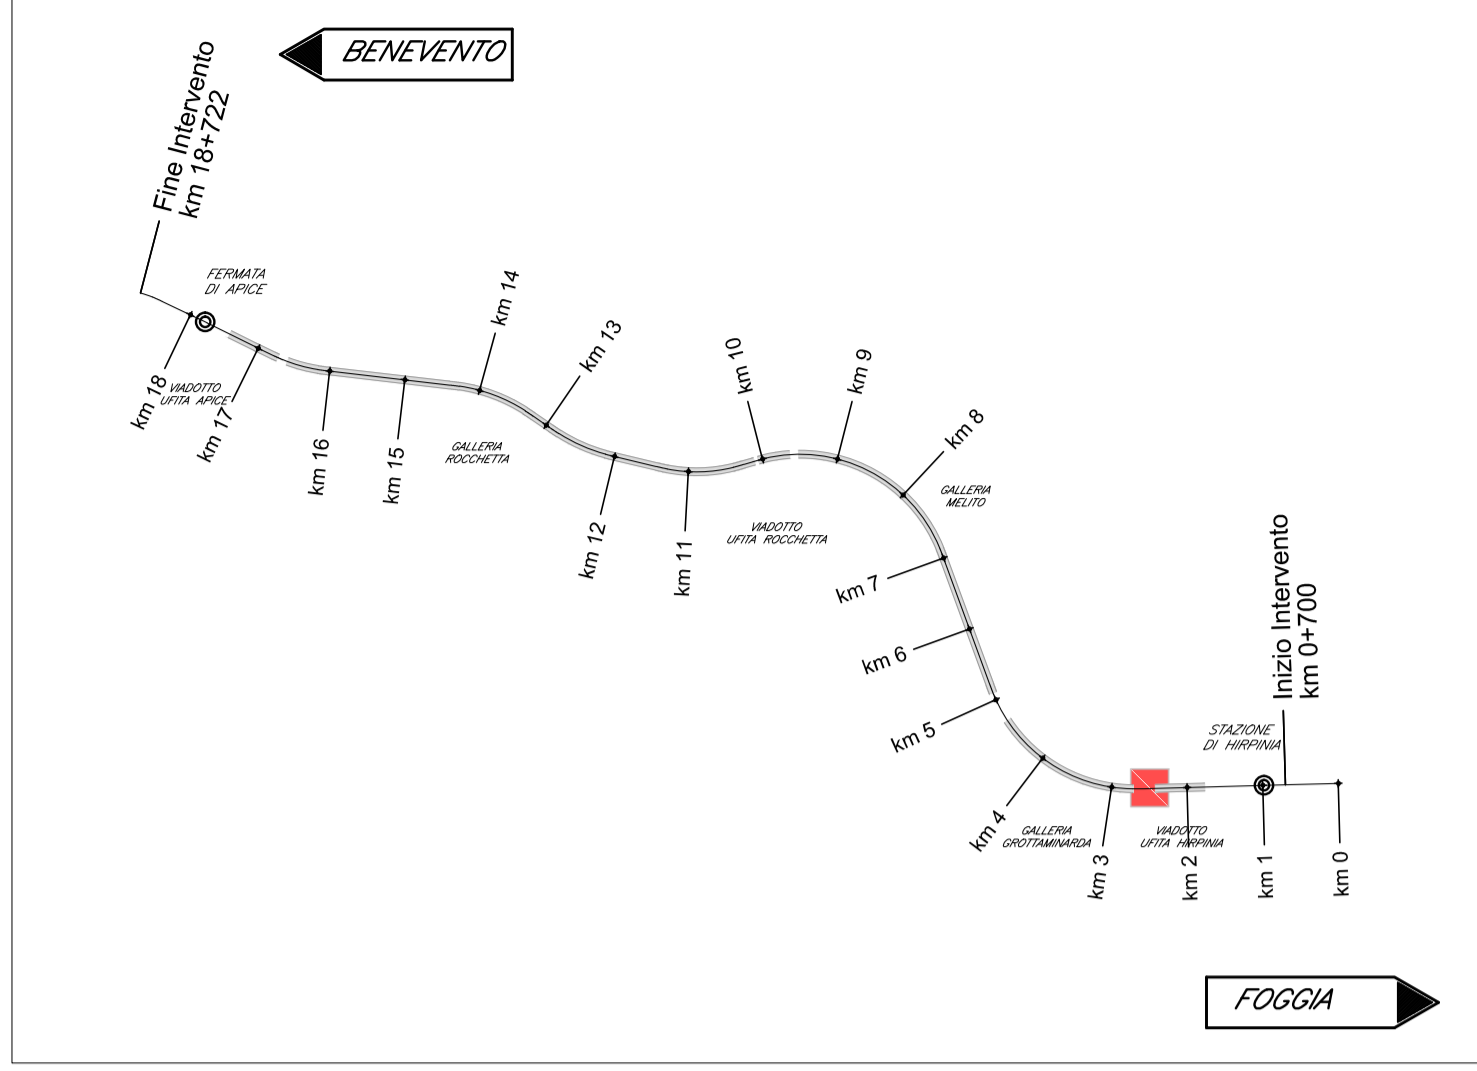 BENEVENTO
Fine Intervento
km 18+722
FERMATA
DI APICE
km 18
VIADOTTO
UFITA APICE
km 17
km 16
km 15
km 14
GALLERIA
ROCCHETTA
km 13
km 12
km 11
km 10
VIADOTTO
UFITA ROCCHETTA
km 9
km 8
GALLERIA
MELITO
km 7
km 6
km 5
km 4
GALLERIA
GROTTAMINARDA
km 3
VIADOTTO
UFITA HIRPINIA
km 2
STAZIONE
DI HIRPINIA
km 1
Inizio Intervento
km 0+700
km 0
FOGGIA